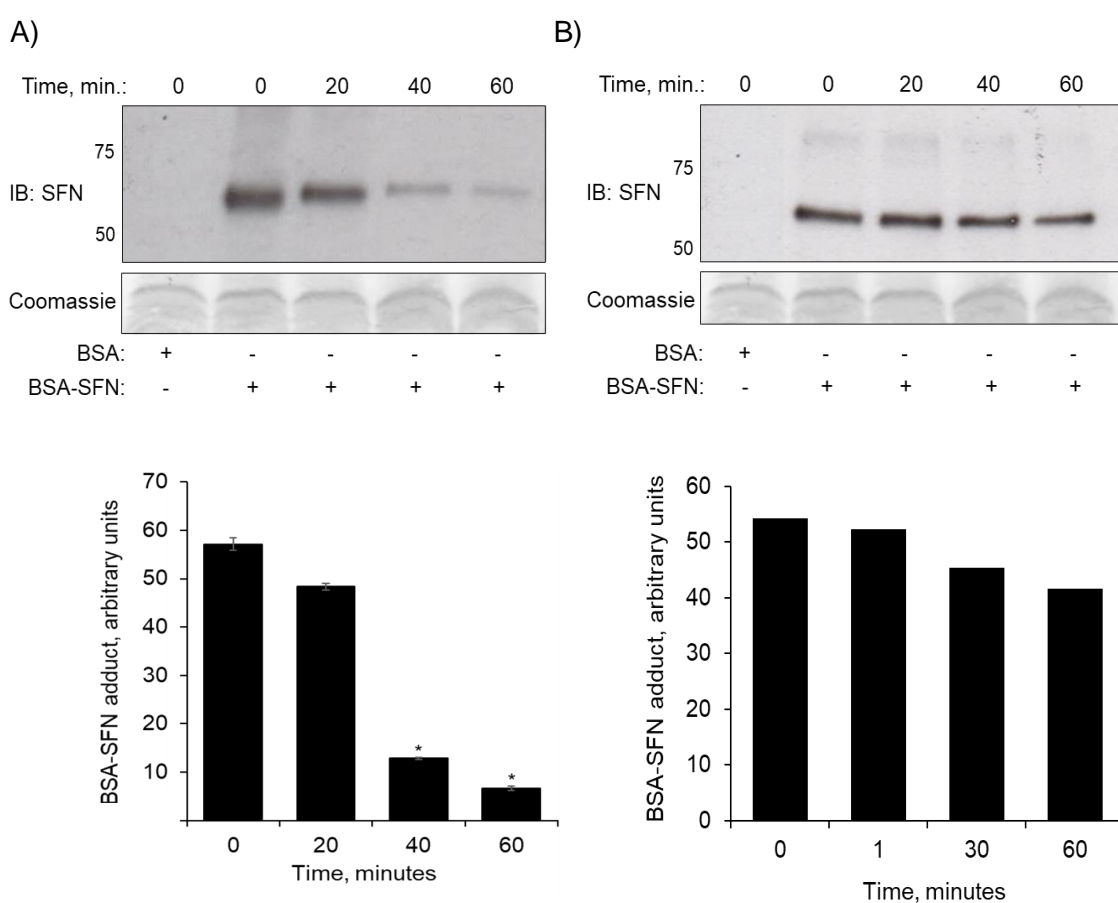 A)
Time, min.: 0 0 20 40 60
75
IB: SFN
50
Coomassie
BSA: + - - - -
BSA-SFN: - + + + +
BSA-SFN adduct, arbitrary units
70
60
50
40
30
20
10
*
*
0 20 40 60
Time, minutes
B)
Time, min.: 0 0 20 40 60
75
IB: SFN
50
Coomassie
BSA: + - - - -
BSA-SFN: - + + + +
BSA-SFN adduct, arbitrary units
60
50
40
30
20
10
0
0 1 30 60
Time, minutes